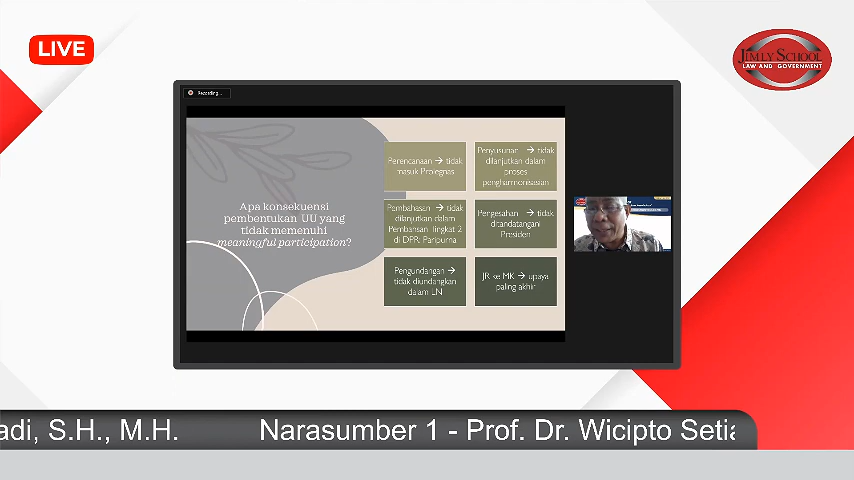 LIVE
JIMLY SCHOOL
LAW AND GOVERNMENT
Recording...
Apa konsekuensi
pembentukan UU yang
tidak memenuhi
meaningful participation?
Perencanaan → tidak
masuk Prolegnas
Penyusunan → tidak
dilanjutkan dalam
proses
pengharmonisasian
Pembahasan → tidak
dilanjutkan dalam
Pembahsan Tingkat 2
di DPR: Paripurna
Pengesahan → tidak
ditandatangani
Presiden
Pengundangan →
tidak diundangkan
dalam LN
JR ke MK → upaya
paling akhir
adi, S.H., M.H.
Narasumber 1 - Prof. Dr. Wicipto Setia